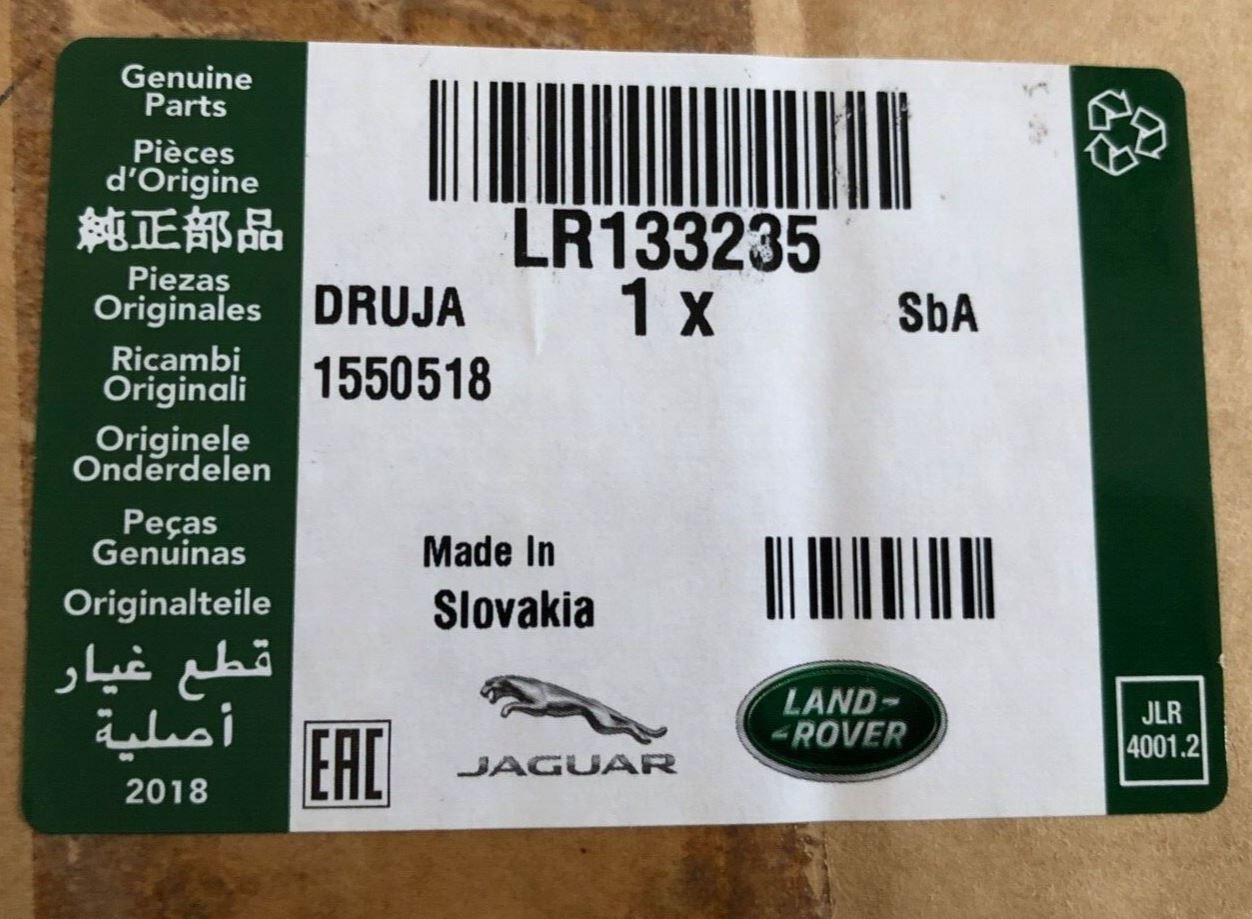 Genuine
Parts
Pièces
d'Origine
純正部品
Piezas
Originales
Ricambi
Originali
Originele
Onderdelen
Peças
Genuinas
Originalteile
قطع غيار
أصلية
2018
LR133235
DRUJA
1 x
SbA
1550518
Made In
Slovakia
EAC
JAGUAR
LAND-
-ROVER
JLR
4001.2